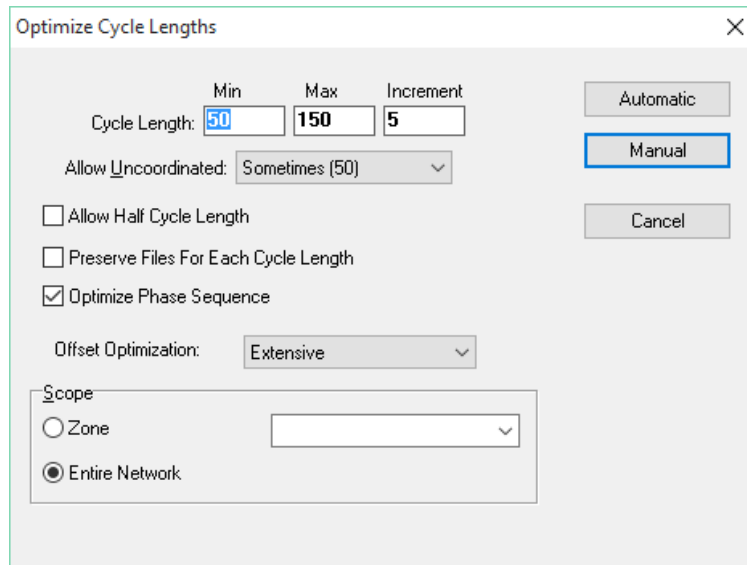 Optimize Cycle Lengths
Min Max Increment
Cycle Length: 50 150 5
Automatic
Manual
Allow Uncoordinated: Sometimes (50)
Allow Half Cycle Length
Cancel
Preserve Files For Each Cycle Length
Optimize Phase Sequence
Offset Optimization: Extensive
Scope
Zone
Entire Network